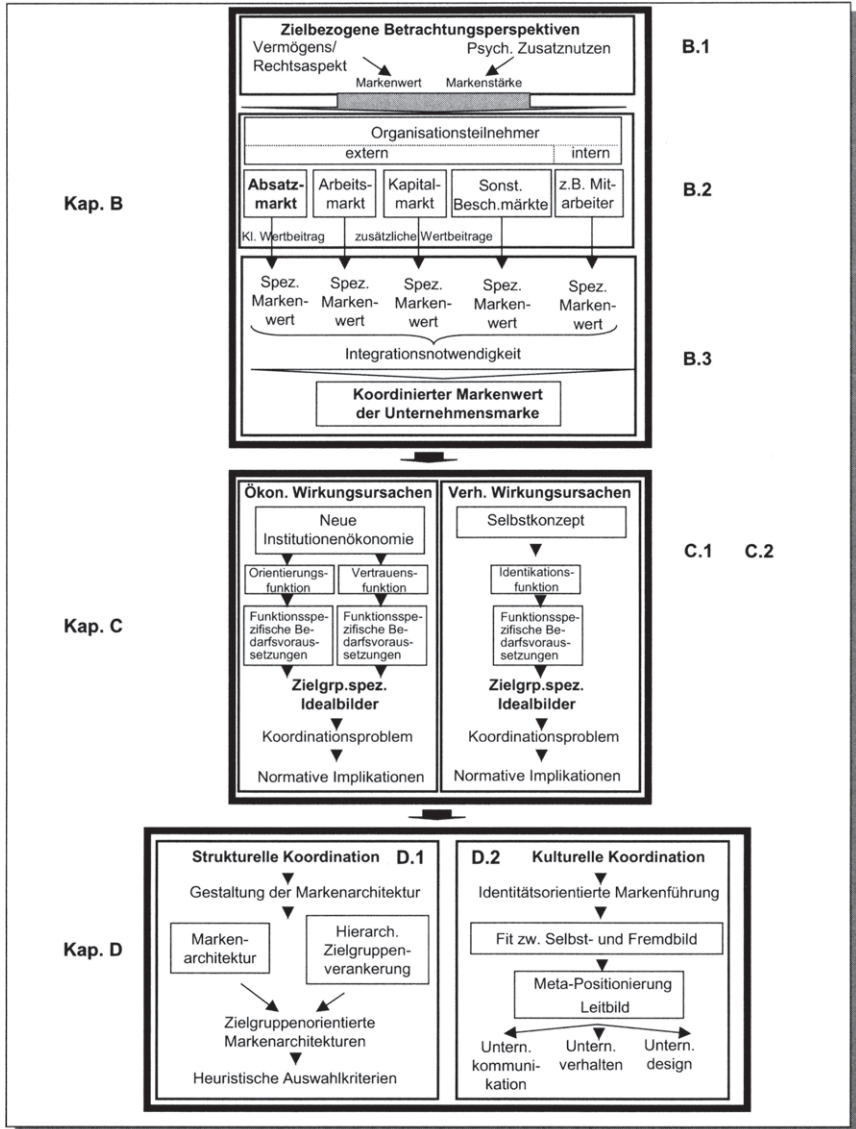 Zielbezogene Betrachtungsperspektiven
Vermögens/
Rechtsaspekt
Psych. Zusatznutzen
Markenwert
Markenstärke
B.1
Kap. B
Organisationsteilnehmer
extern
intern
Absatz-
markt
Arbeits-
markt
Kapital-
markt
Sonst.
Besch.märkte
z.B. Mit-
arbeiter
B.2
Kl. Wertbeitrag
zusätzliche Wertbeiträge
Spez.
Marken-
wert
Spez.
Marken-
wert
Spez.
Marken-
wert
Spez.
Marken-
wert
Spez.
Marken-
wert
Integrationsnotwendigkeit
B.3
Koordinierter Markenwert
der Unternehmensmarke
Kap. C
Ökon. Wirkungsursachen
Neue
Institutionenökonomie
Orientierungs-
funktion
Vertrauens-
funktion
Funktionsspe-
zifische Be-
darfsvoraus-
setzungen
Funktionsspe-
zifische Be-
darfsvoraus-
setzungen
Zielgrp.spez.
Idealbilder
Koordinationsproblem
Normative Implikationen
Verh. Wirkungsursachen
Selbstkonzept
Identikations-
funktion
Funktionsspe-
zifische Be-
darfsvoraus-
setzungen
Zielgrp.spez.
Idealbilder
Koordinationsproblem
Normative Implikationen
C.1 C.2
Kap. D
Strukturelle Koordination D.1
Gestaltung der Markenarchitektur
Marken-
architektur
Hierarch.
Zielgruppen-
verankerung
Zielgruppenorientierte
Markenarchitekturen
Heuristische Auswahlkriterien
D.2 Kulturelle Koordination
Identitätsorientierte Markenführung
Fit zw. Selbst- und Fremdbild
Meta-Positionierung
Leitbild
Untern.
kommuni-
kation
Untern.
verhalten
Untern.
design